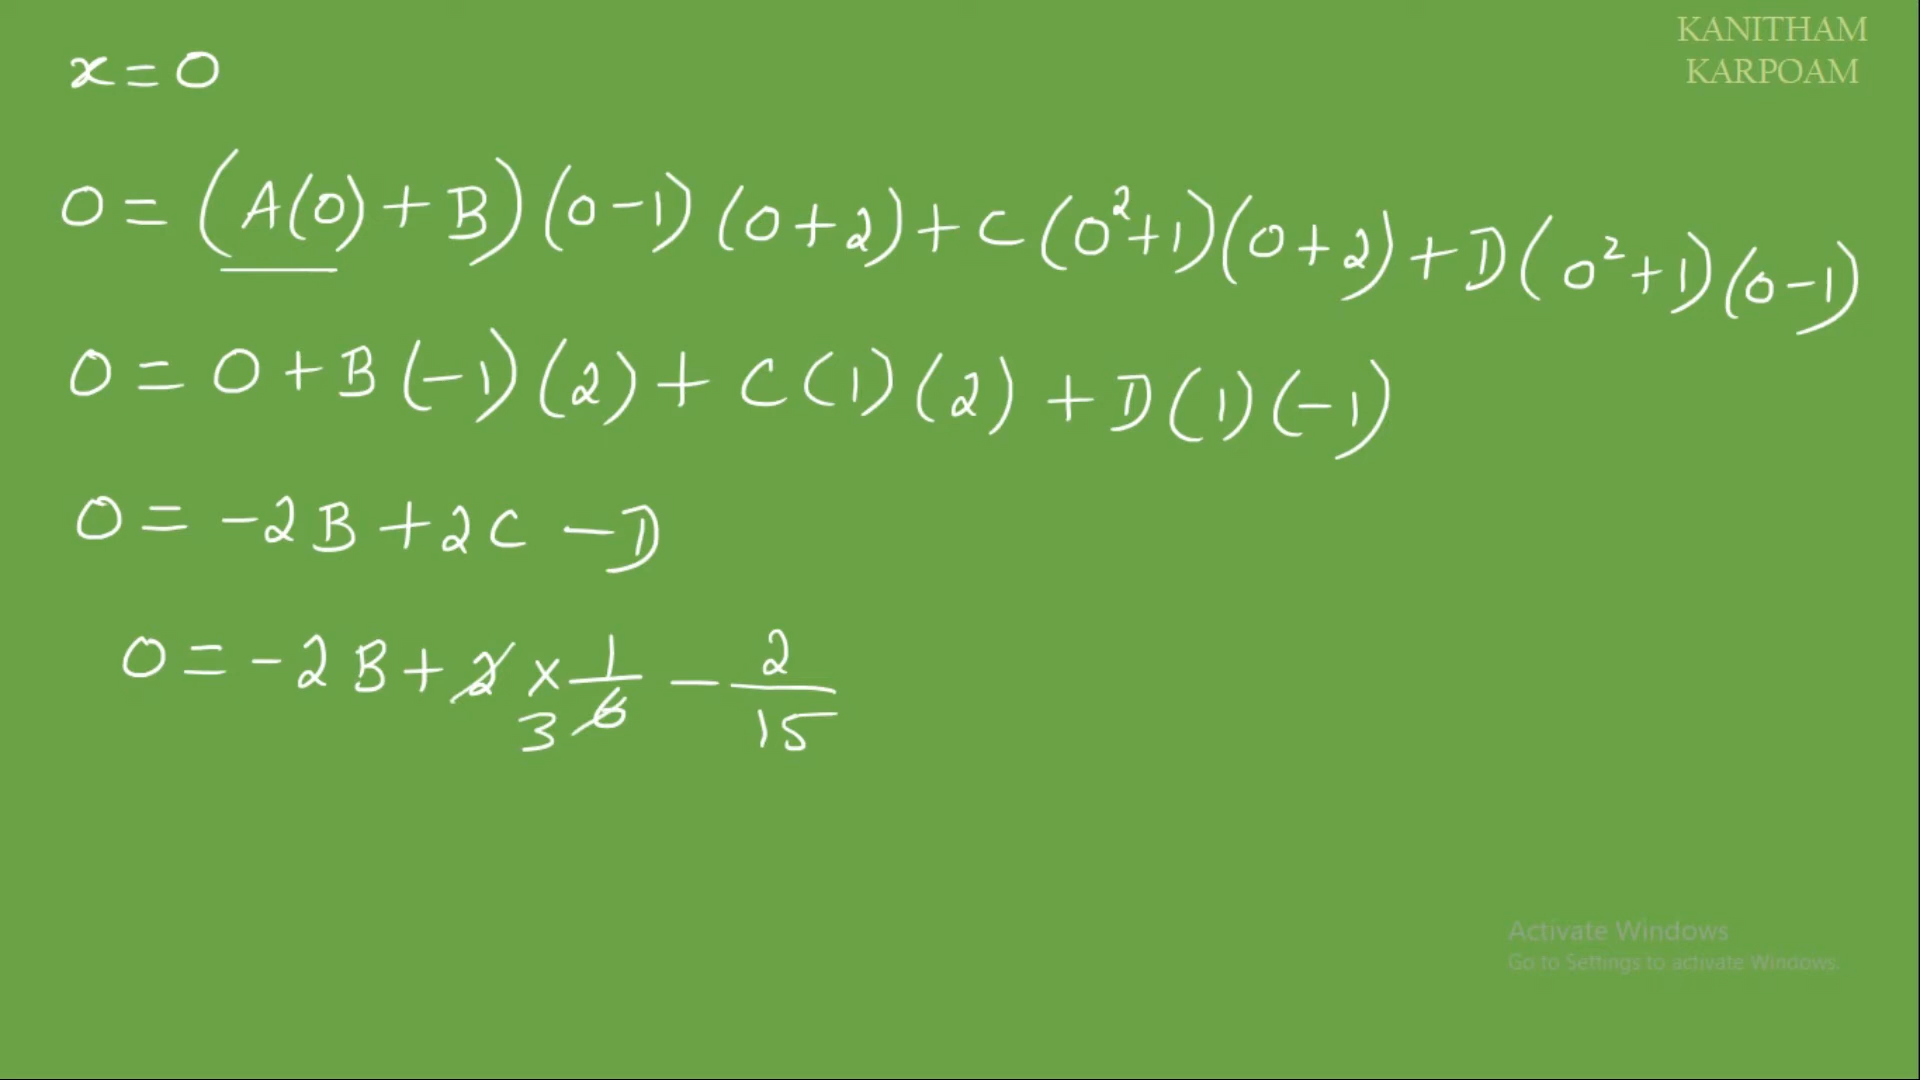 KANITHAM
KARPOAM
x = 0
0 = (A(0) + B)(0-1)(0+2) + C(0²+1)(0+2) + D(0²+1)(0-1)
0 = 0 + B(-1)(2) + C(1)(2) + D(1)(-1)
0 = -2B + 2C - D
0 = -2B + 2 × 1/6 - 2/15
3
Activate Windows
Go to Settings to activate Windows.